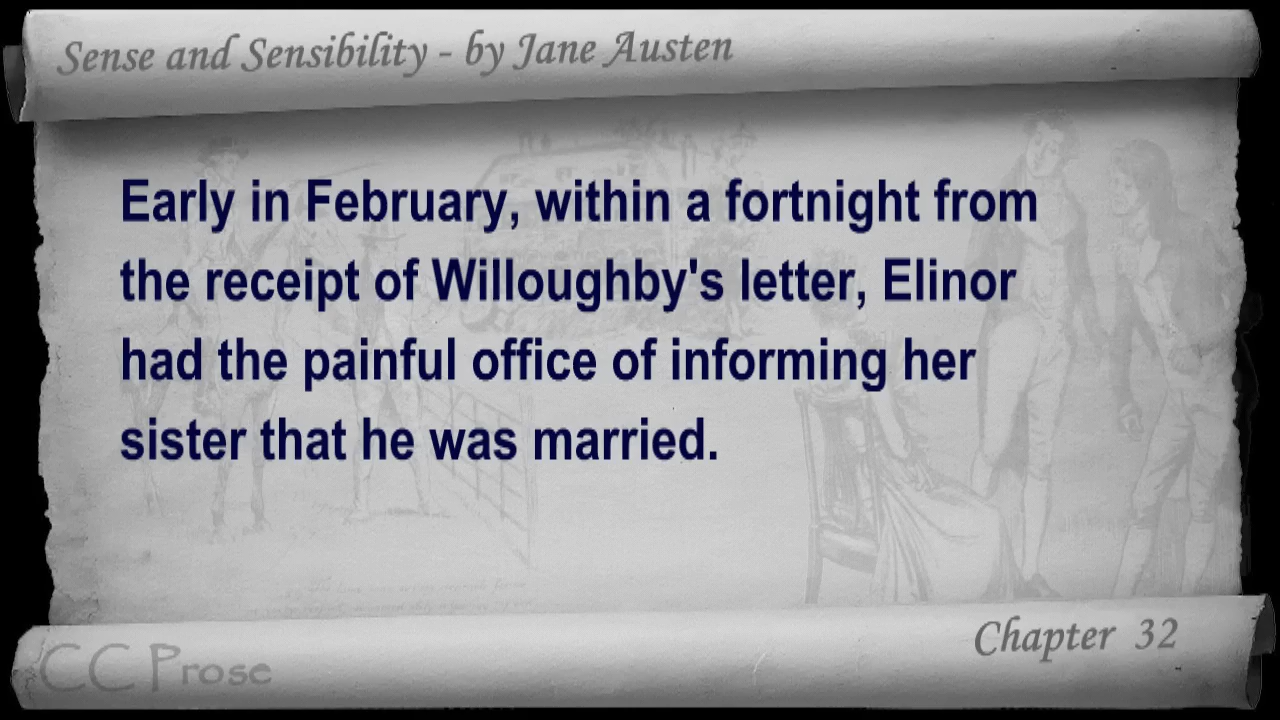 Sense and Sensibility - by Jane Austen
Early in February, within a fortnight from
the receipt of Willoughby's letter, Elinor
had the painful office of informing her
sister that he was married.
Chapter 32
CC Prose